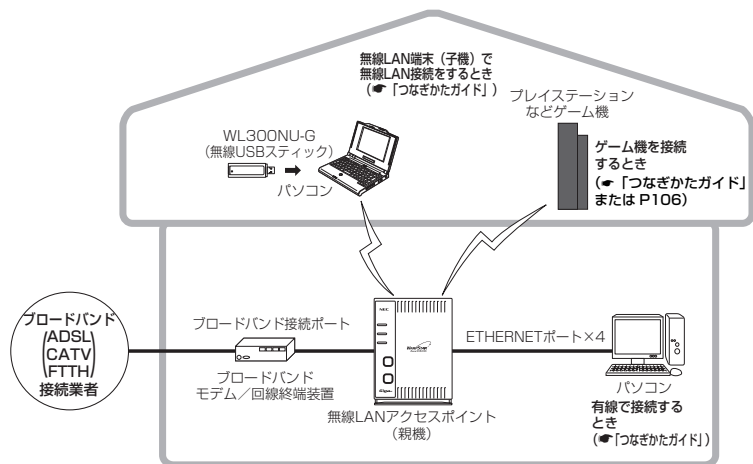 無線LAN端末（子機）で
無線LAN接続をするとき
（☛「つなぎかたガイド」）
プレイステーション
などゲーム機
WL300NU-G
（無線USBスティック）
パソコン
ゲーム機を接続
するとき
（☛「つなぎかたガイド」
または P106）
ブロードバンド
ADSL
CATV
FTTH
接続業者
ブロードバンド接続ポート
ブロードバンド
モデム／回線終端装置
NEC
無線LANアクセスポイント
（親機）
ETHERNETポート×4
パソコン
有線で接続する
とき
（☛「つなぎかたガイド」）